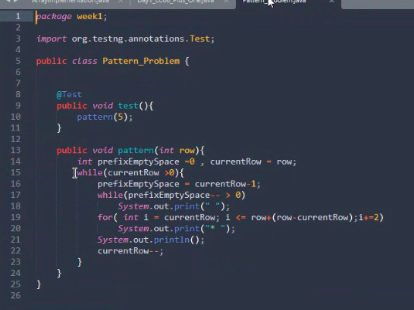 ArrayImplementation.java
Day5_Code_Plus_One.java
Pattern_Problem.java
1 package week1;
2
3 import org.testng.annotations.Test;
4
5 public class Pattern_Problem {
6
7
8 @Test
9 public void test(){
10 pattern(5);
11 }
12
13 public void pattern(int row){
14 int prefixEmptySpace =0 , currentRow = row;
15 while(currentRow >0){
16 prefixEmptySpace = currentRow-1;
17 while(prefixEmptySpace-- > 0)
18 System.out.print(" ");
19 for( int i = currentRow; i <= row+(row-currentRow);i+=2)
20 System.out.print("* ");
21 System.out.println();
22 currentRow--;
23 }
24 }
25 }
26